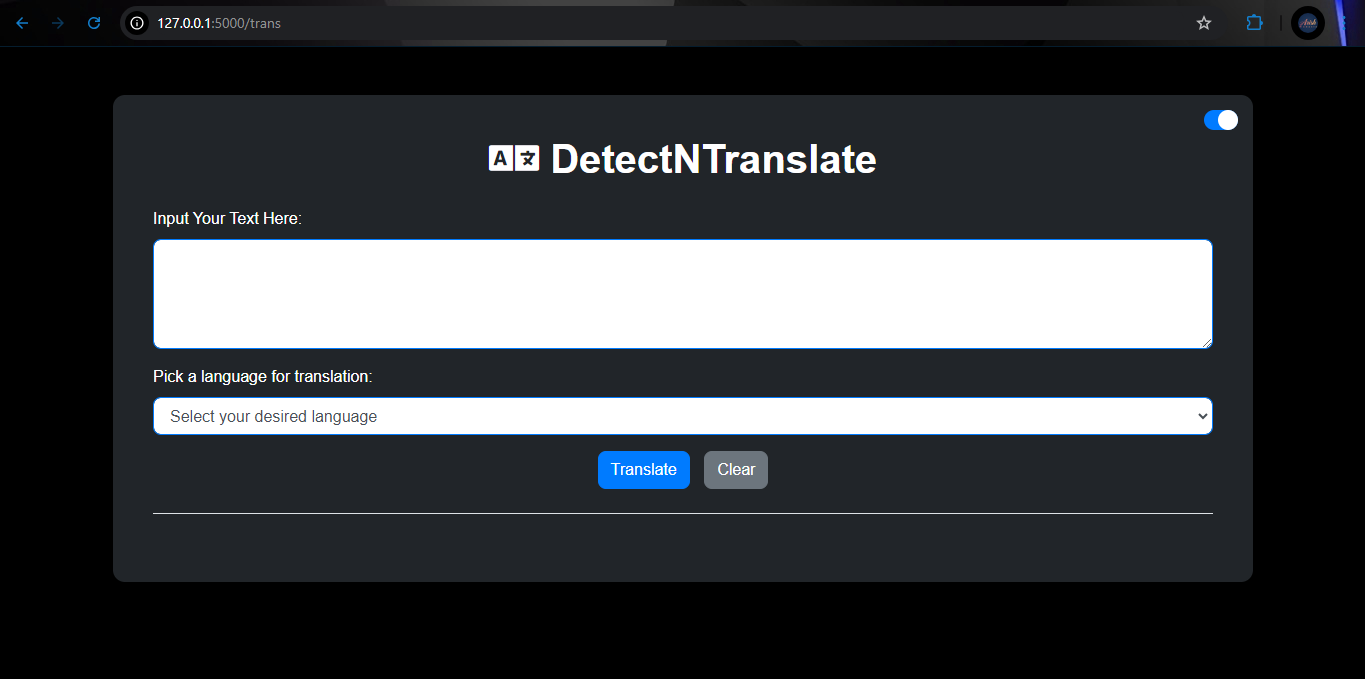 127.0.0.1:5000/trans
A文 DetectNTranslate
Input Your Text Here:
Pick a language for translation:
Select your desired language
Translate Clear